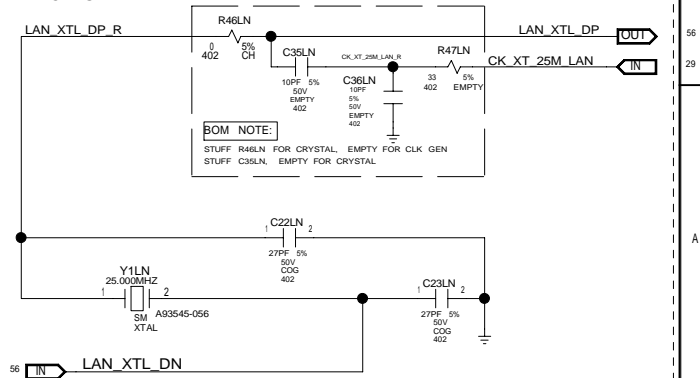 R46LN
LAN_XTL_DP_R
LAN_XTL_DP
OUT
56
0
5%
402
CH
C35LN
CK_XT_25M_LAN_R
R47LN
CK_XT_25M_LAN
IN
29
10PF 5%
50V
EMPTY
402
C36LN
10PF
5%
50V
EMPTY
402
33
5%
402
EMPTY
BOM NOTE:
STUFF R46LN FOR CRYSTAL, EMPTY FOR CLK GEN
STUFF C35LN, EMPTY FOR CRYSTAL
A
C22LN
1
2
27PF 5%
50V
COG
402
Y1LN
25.000MHZ
1
2
SM
XTAL
A93545-056
C23LN
1
2
27PF 5%
50V
COG
402
56
IN
LAN_XTL_DN